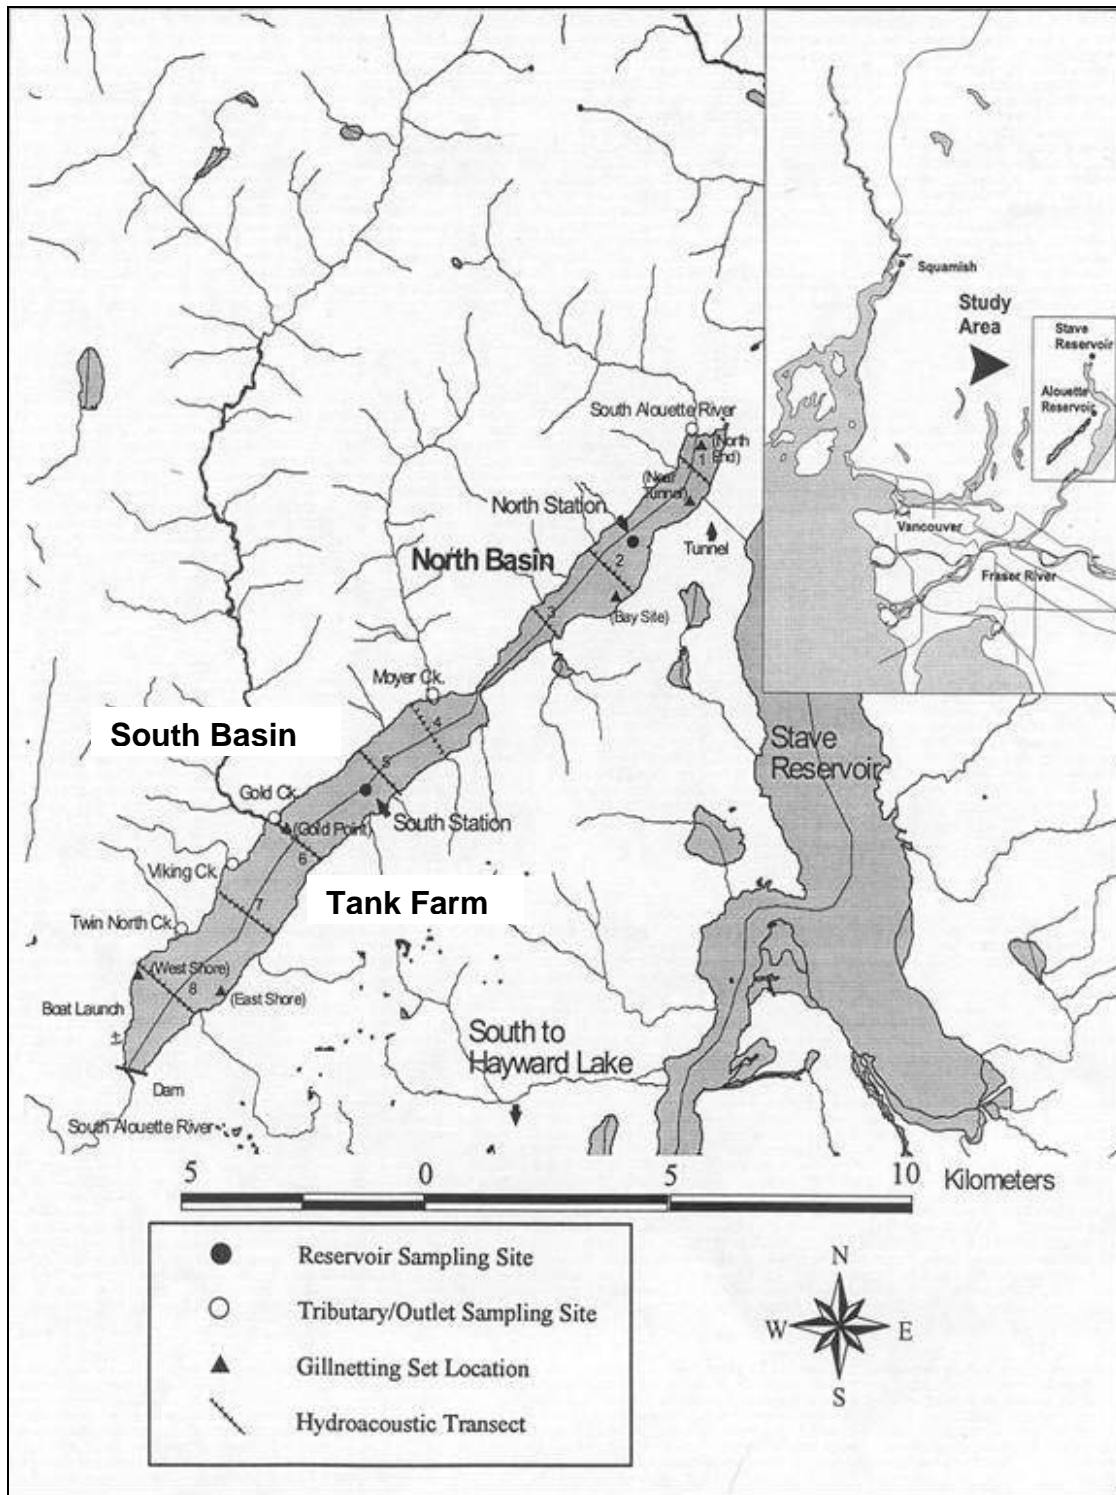 Squamish
Study
Area
Stave
Reservoir
Alouette
Reservoir
Vancouver
Fraser River
South Alouette River
1
(North
End)
(Near
Tunnel)
North Station
Tunnel
North Basin
2
3
(Bay Site)
Moyer Ck.
4
South Basin
5
Stave
Reservoir
Gold Ck.
(Gold Point)
South Station
6
Viking Ck.
Tank Farm
7
Twin North Ck.
(West Shore)
8
(East Shore)
Boat Launch
South to
Hayward Lake
Dam
South Alouette River
5 0 5 10 Kilometers
Reservoir Sampling Site
Tributary/Outlet Sampling Site
Gillnetting Set Location
Hydroacoustic Transect
N
W E
S